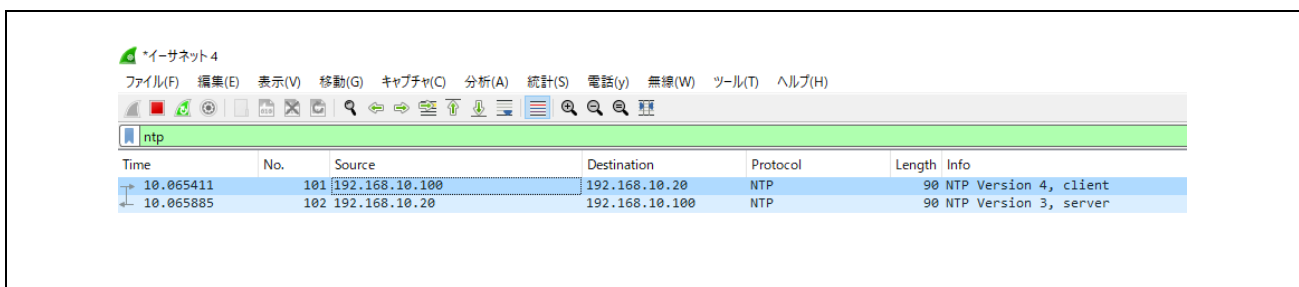 *イーサネット 4
ファイル(F) 編集(E) 表示(V) 移動(G) キャプチャ(C) 分析(A) 統計(S) 電話(y) 無線(W) ツール(T) ヘルプ(H)
ntp
Time No. Source Destination Protocol Length Info
10.065411 101 192.168.10.100 192.168.10.20 NTP 90 NTP Version 4, client
10.065885 102 192.168.10.20 192.168.10.100 NTP 90 NTP Version 3, server